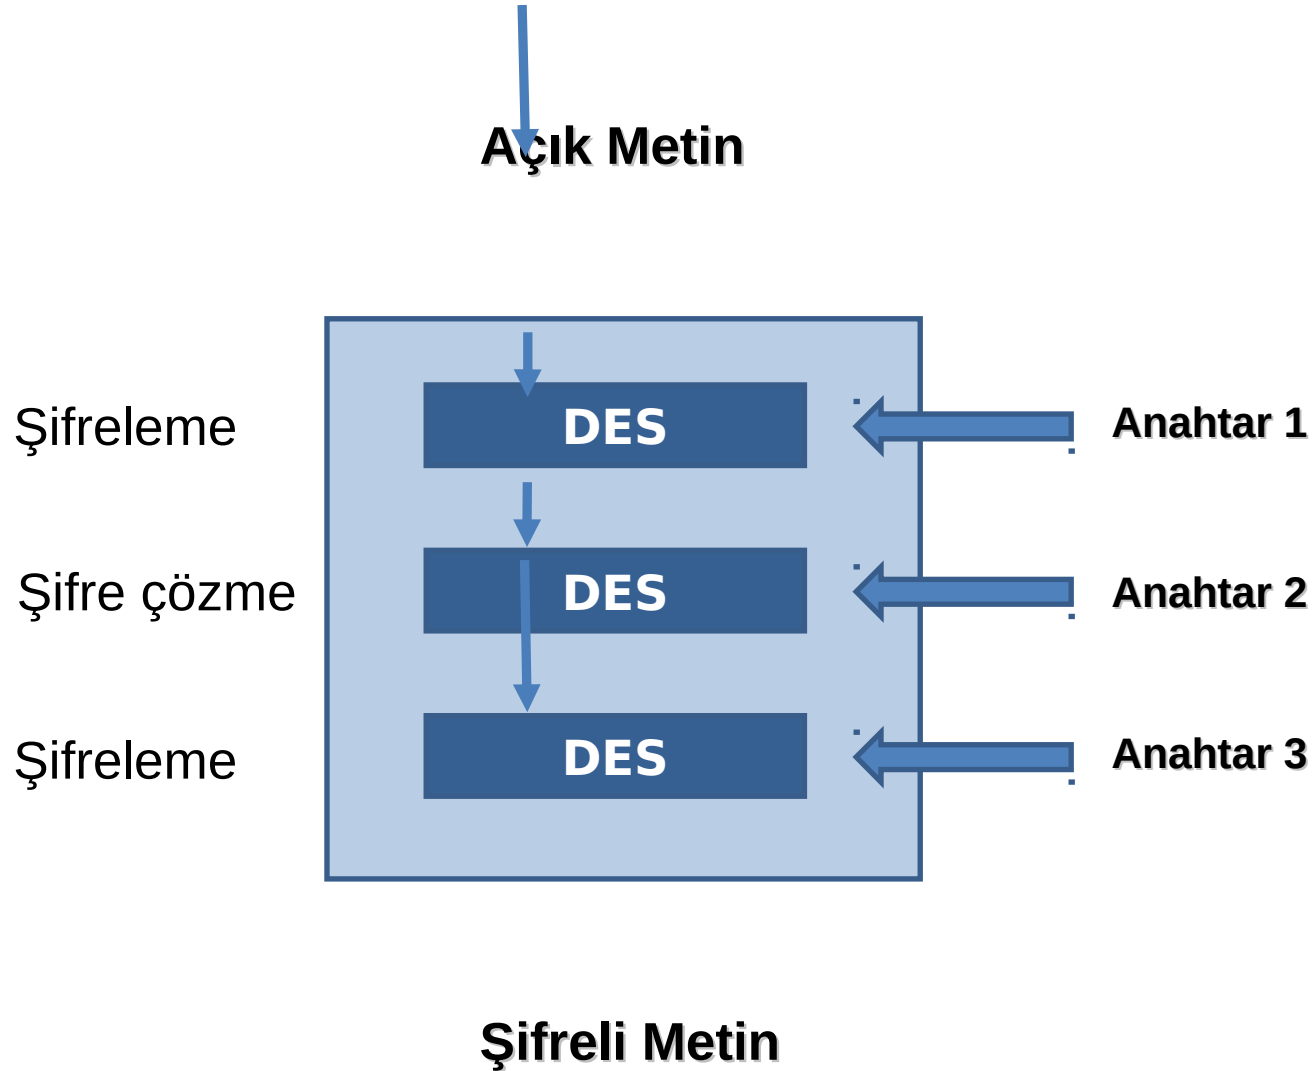 Açık Metin
Şifreleme
DES
Anahtar 1
Şifre çözme
DES
Anahtar 2
Şifreleme
DES
Anahtar 3
Şifreli Metin